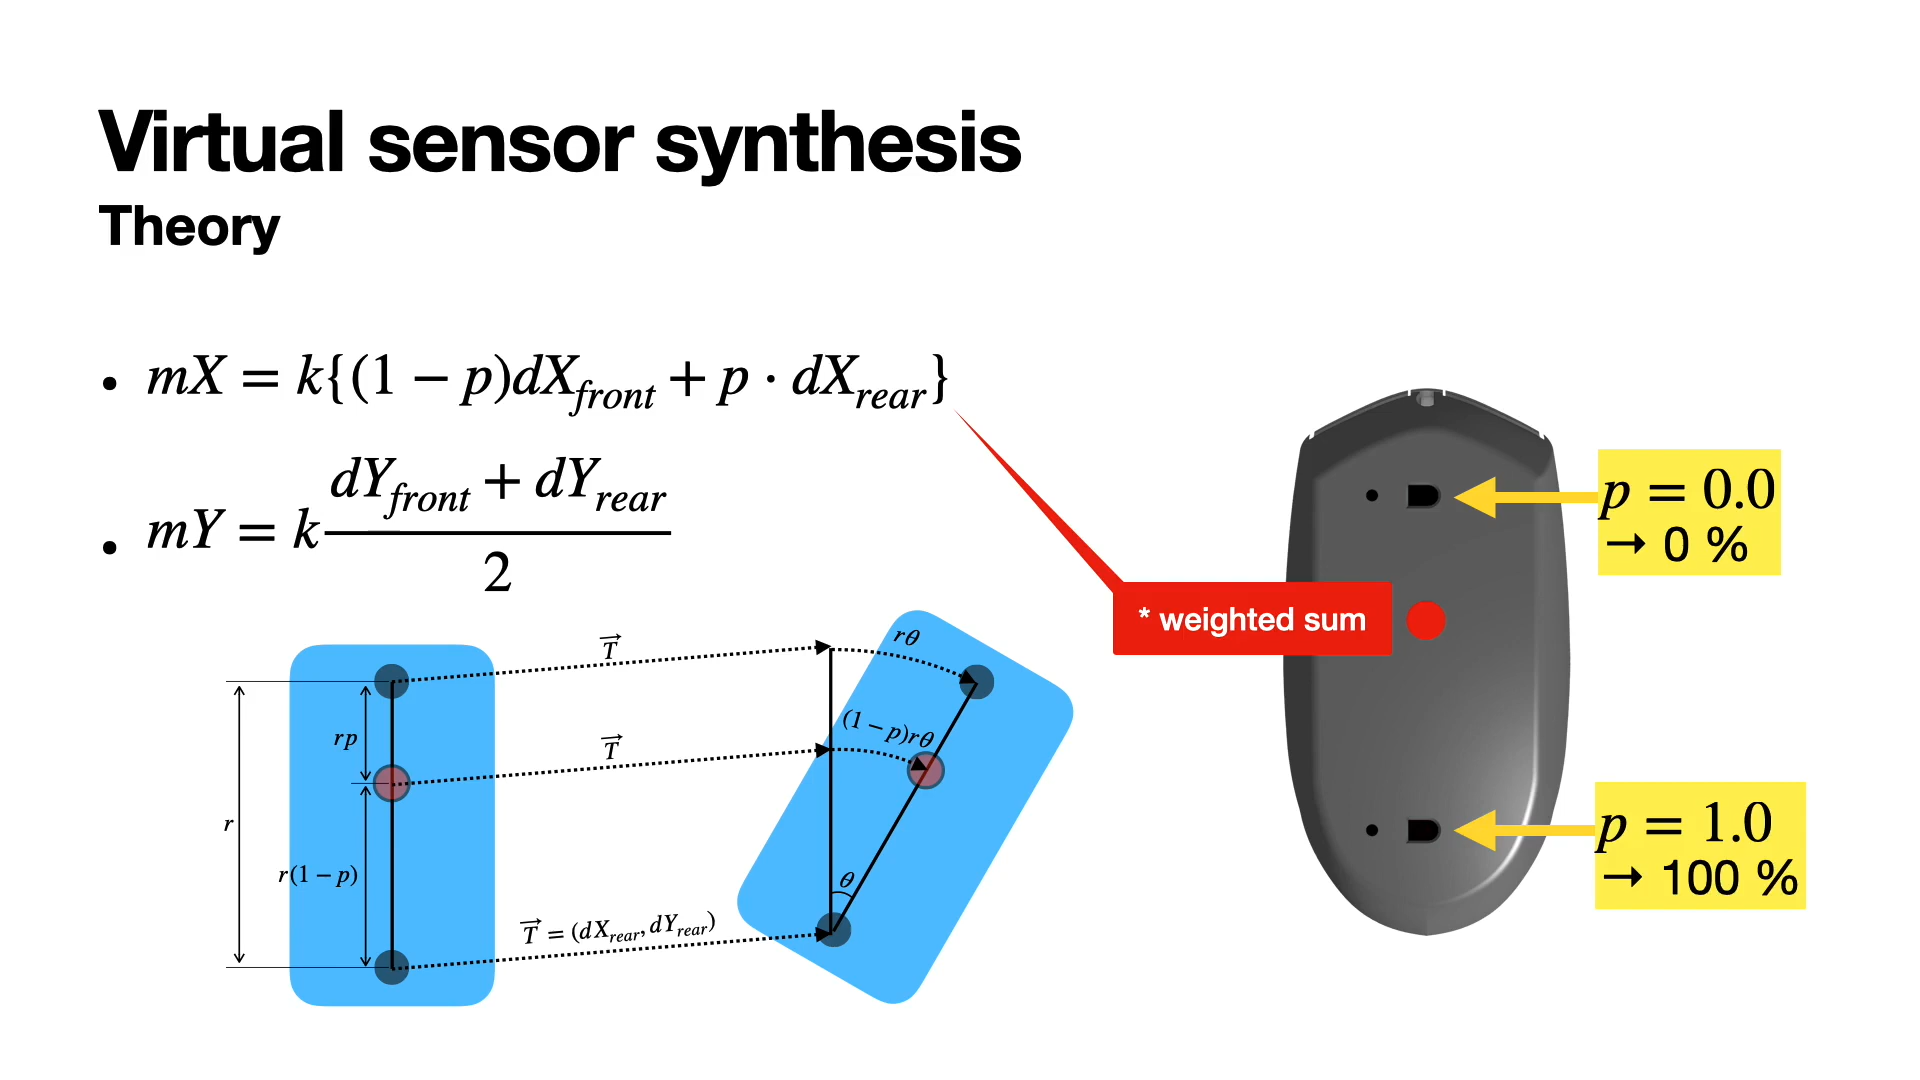 Virtual sensor synthesis
Theory
• mX = k{(1 − p)dX_front + p · dX_rear}
• mY = k (dY_front + dY_rear) / 2
* weighted sum
p = 0.0
→ 0 %
p = 1.0
→ 100 %
r
rp
r(1 − p)
T⃗
T⃗
T⃗ = (dX_rear, dY_rear)
rθ
(1 − p)rθ
θ